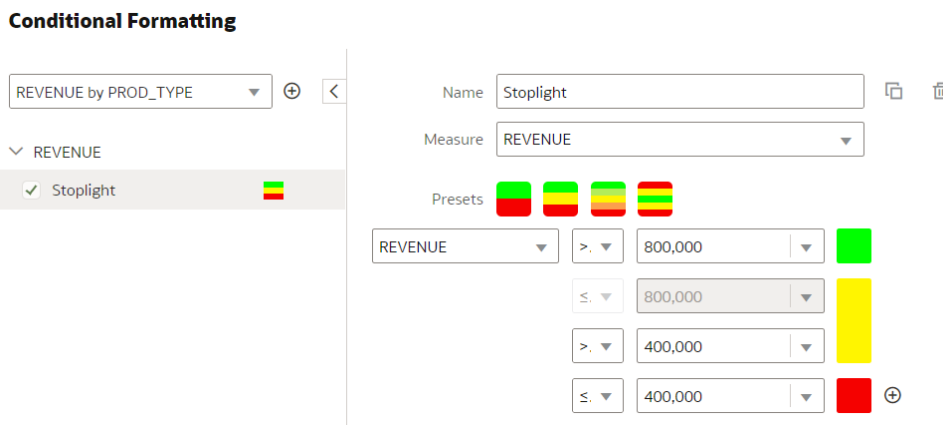 Conditional Formatting
REVENUE by PROD_TYPE
Name Stoplight
Measure REVENUE
REVENUE
Stoplight
Presets
REVENUE >. 800,000
≤. 800,000
>. 400,000
≤. 400,000